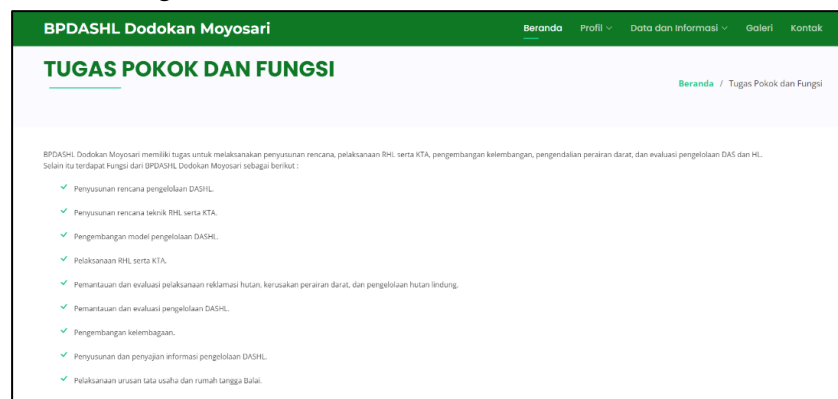 BPDASHL Dodokan Moyosari
Beranda Profil Data dan Informasi Galeri Kontak
TUGAS POKOK DAN FUNGSI
Beranda / Tugas Pokok dan Fungsi
BPDASHL Dodokan Moyosari memiliki tugas untuk melaksanakan penyusunan rencana, pelaksanaan RHL serta KTA, pengembangan kelembangan, pengendalian perairan darat, dan evaluasi pengelolaan DAS dan HL.
Selain itu terdapat Fungsi dari BPDASHL Dodokan Moyosari sebagai berikut :
Penyusunan rencana pengelolaan DASHL.
Penyusunan rencana teknik RHL serta KTA.
Pengembangan model pengelolaan DASHL.
Pelaksanaan RHL serta KTA.
Pemantauan dan evaluasi pelaksanaan reklamasi hutan, kerusakan perairan darat, dan pengelolaan hutan lindung.
Pemantauan dan evaluasi pengelolaan DASHL.
Pengembangan kelembagaan.
Penyusunan dan penyajian informasi pengelolaan DASHL.
Pelaksanaan urusan tata usaha dan rumah tangga Balai.